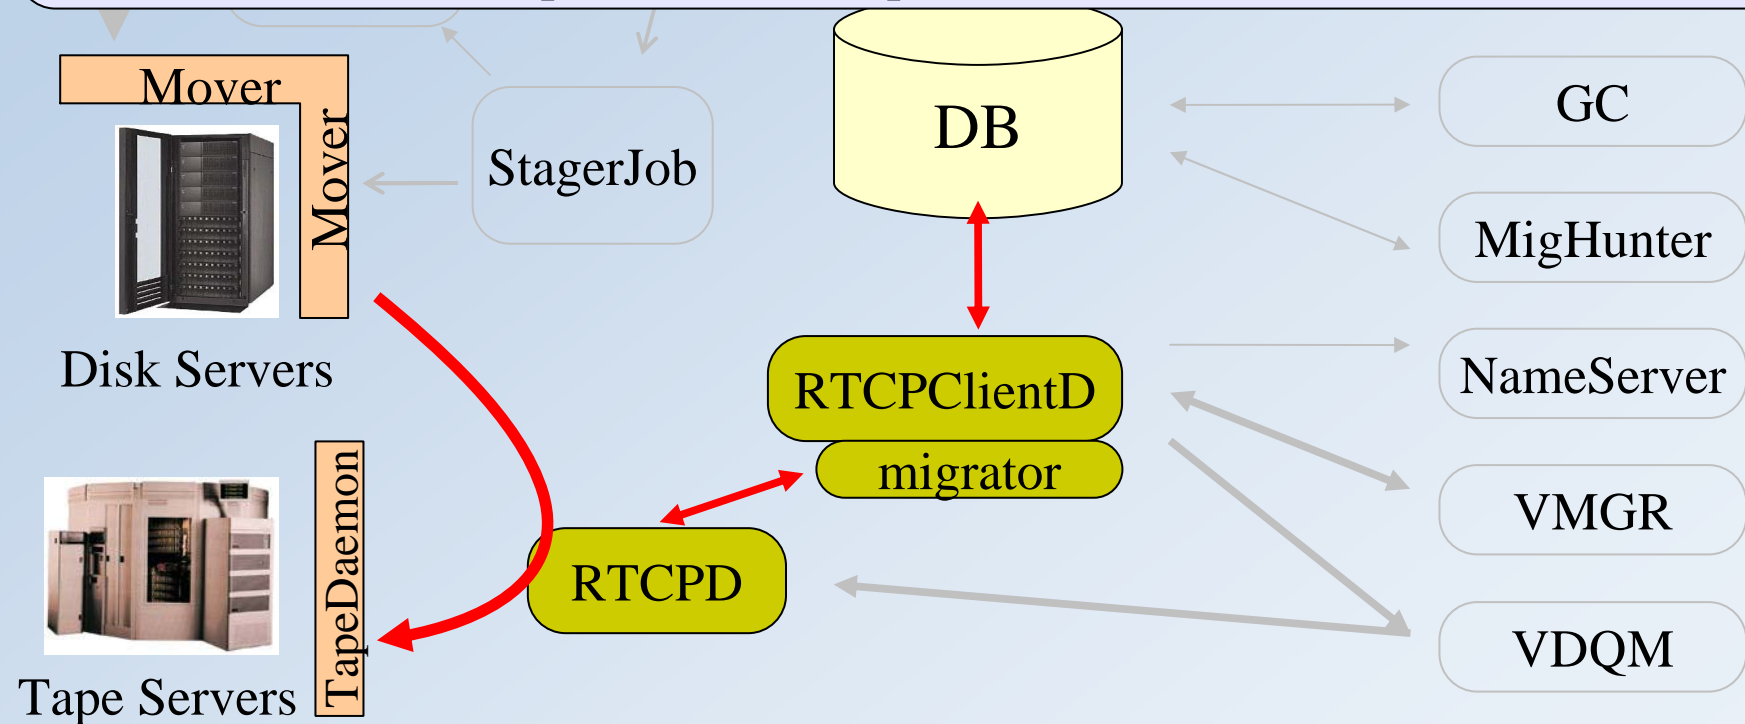 Mover
Mover
DB
GC
StagerJob
MigHunter
Disk Servers
RTCPClientD
NameServer
migrator
VMGR
TapeDaemon
RTCPD
VDQM
Tape Servers